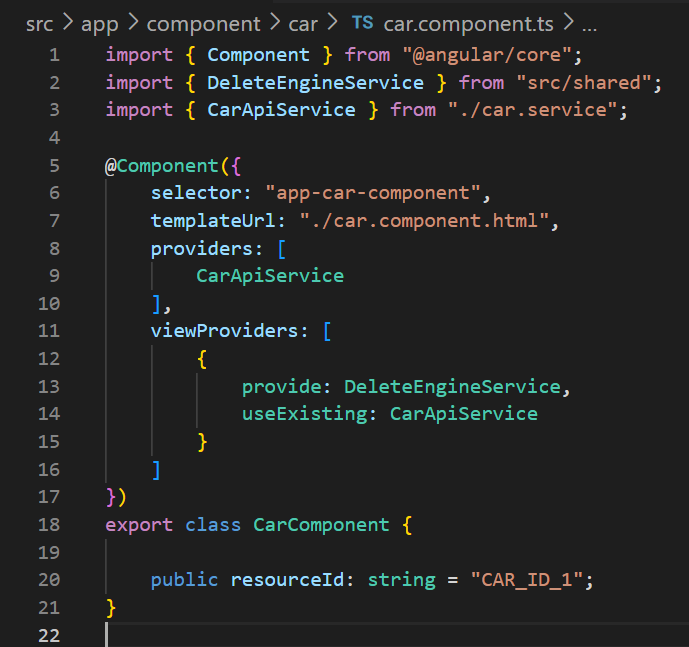 src > app > component > car > TS car.component.ts > ...
1 import { Component } from "@angular/core";
2 import { DeleteEngineService } from "src/shared";
3 import { CarApiService } from "./car.service";
4
5 @Component({
6     selector: "app-car-component",
7     templateUrl: "./car.component.html",
8     providers: [
9         CarApiService
10     ],
11     viewProviders: [
12         {
13             provide: DeleteEngineService,
14             useExisting: CarApiService
15         }
16     ]
17 })
18 export class CarComponent {
19
20     public resourceId: string = "CAR_ID_1";
21 }
22